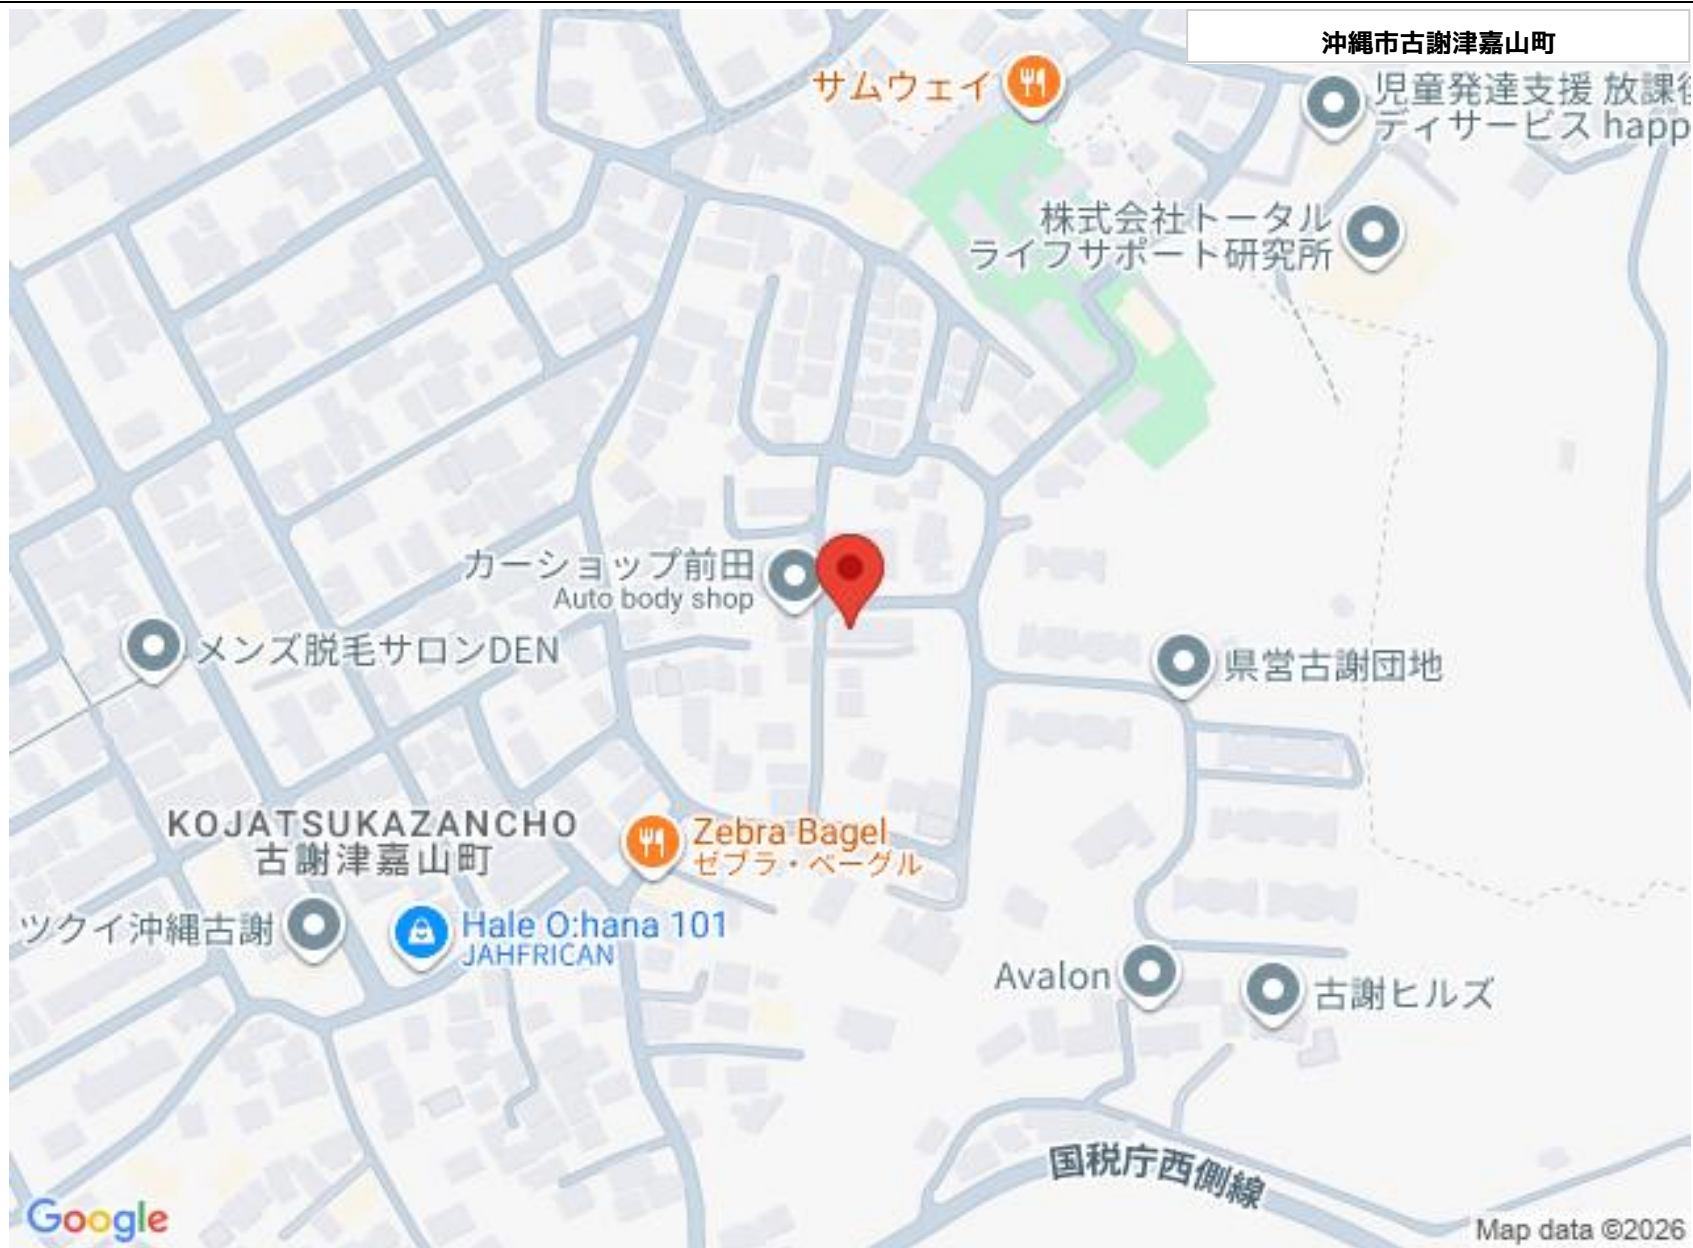 沖縄市古謝津嘉山町
サムウェイ
児童発達支援 放課後
ディサービス happ
株式会社トータル
ライフサポート研究所
カーショップ前田
Auto body shop
メンズ脱毛サロンDEN
県営古謝団地
KOJATSUKAZANCHO
古謝津嘉山町
Zebra Bagel
ゼブラ・ベーグル
ツクイ沖縄古謝
Hale O:hana 101
JAHFRICAN
Avalon
古謝ヒルズ
国税庁西側線
Google
Map data ©2026